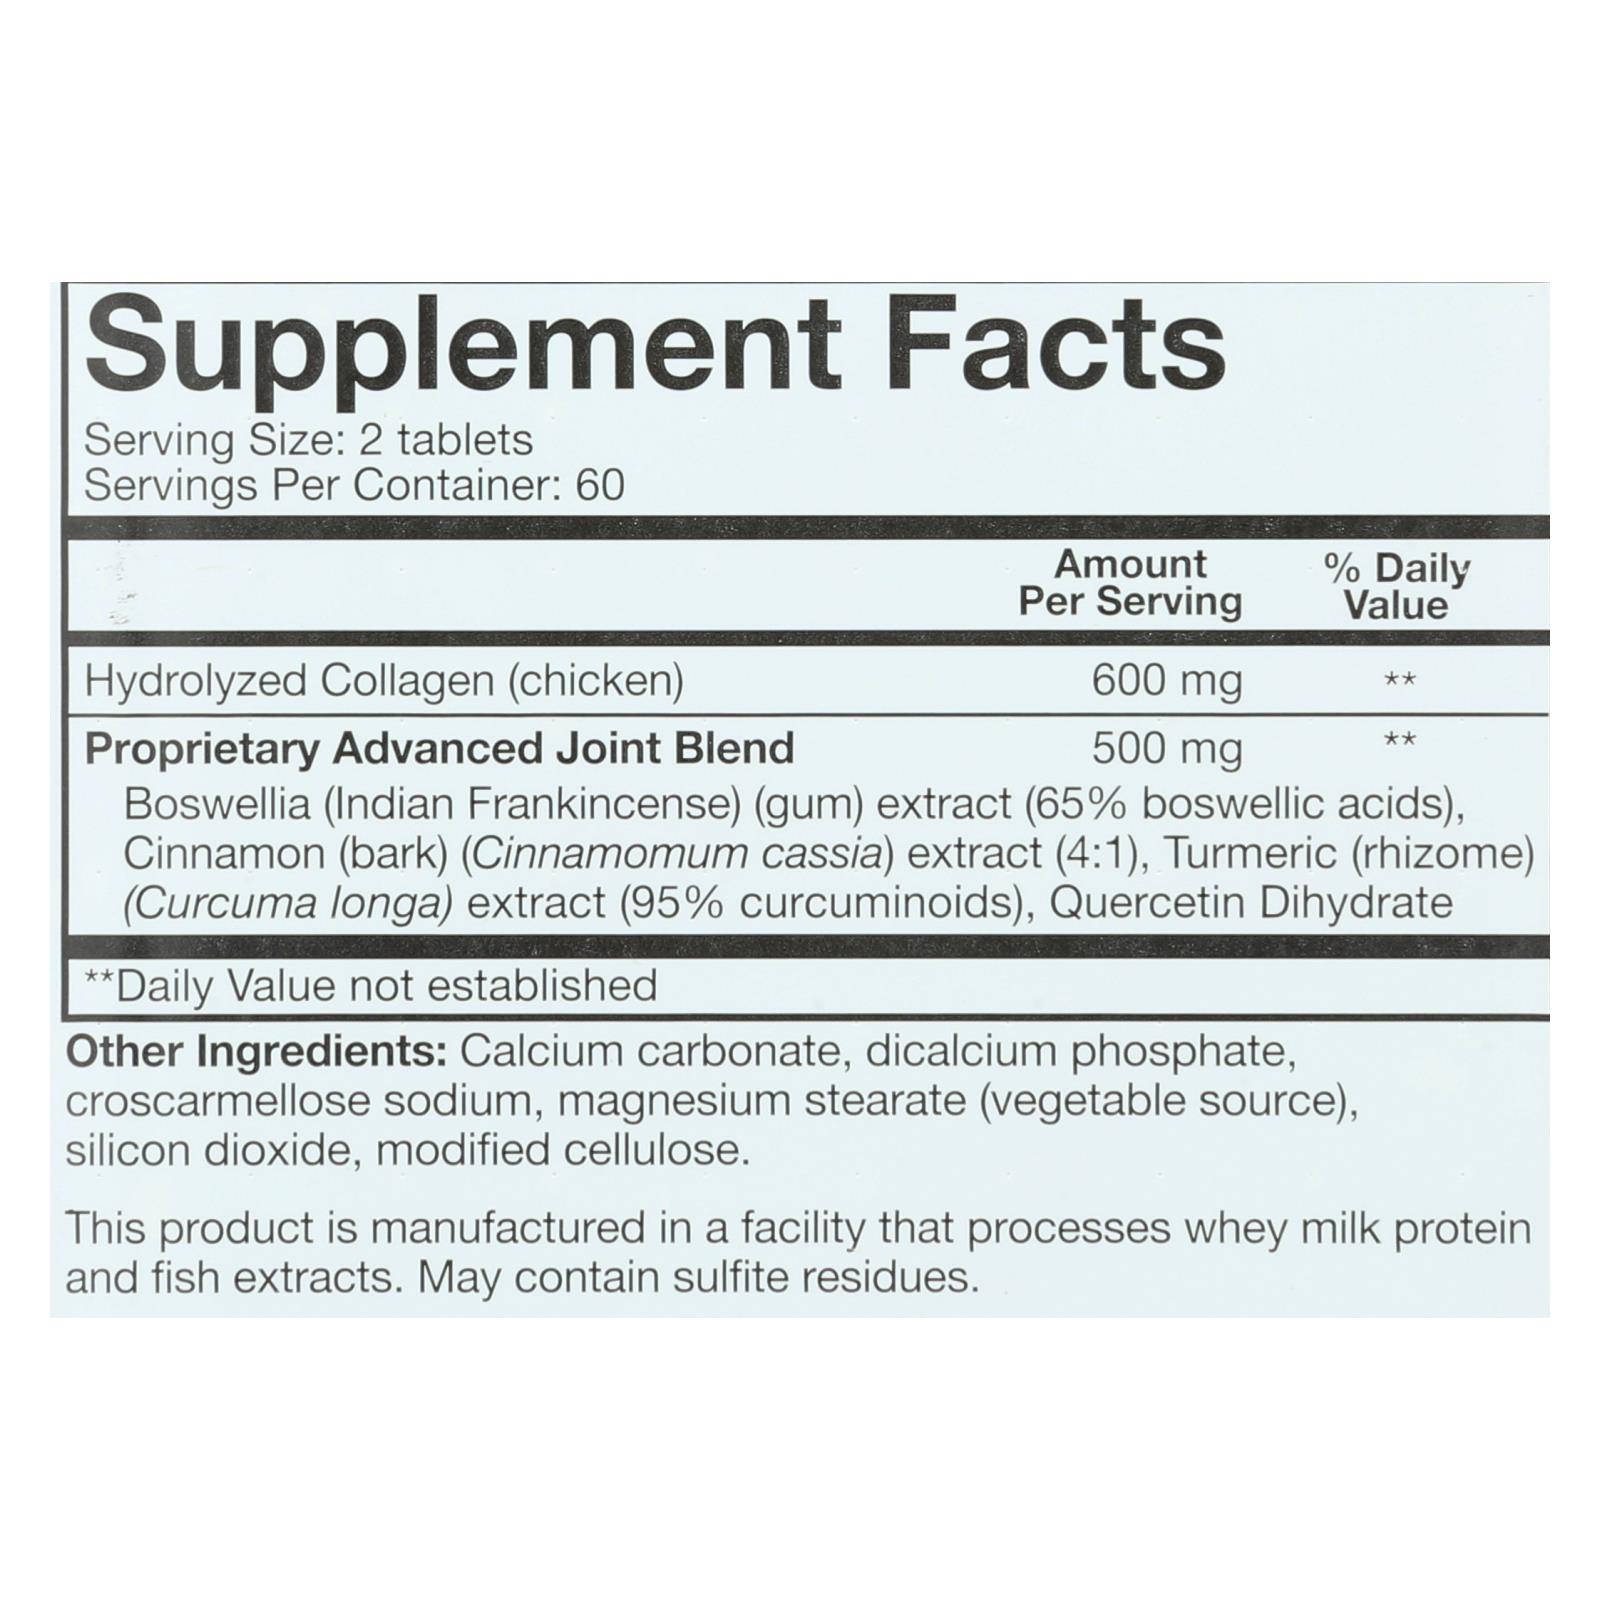 Supplement Facts
Serving Size: 2 tablets
Servings Per Container: 60
Amount Per Serving
% Daily Value
Hydrolyzed Collagen (chicken) 600 mg **
Proprietary Advanced Joint Blend 500 mg **
Boswellia (Indian Frankincense) (gum) extract (65% boswellic acids),
Cinnamon (bark) (Cinnamomum cassia) extract (4:1), Turmeric (rhizome)
(Curcuma longa) extract (95% curcuminoids), Quercetin Dihydrate
**Daily Value not established
Other Ingredients: Calcium carbonate, dicalcium phosphate,
croscarmellose sodium, magnesium stearate (vegetable source),
silicon dioxide, modified cellulose.
This product is manufactured in a facility that processes whey milk protein
and fish extracts. May contain sulfite residues.